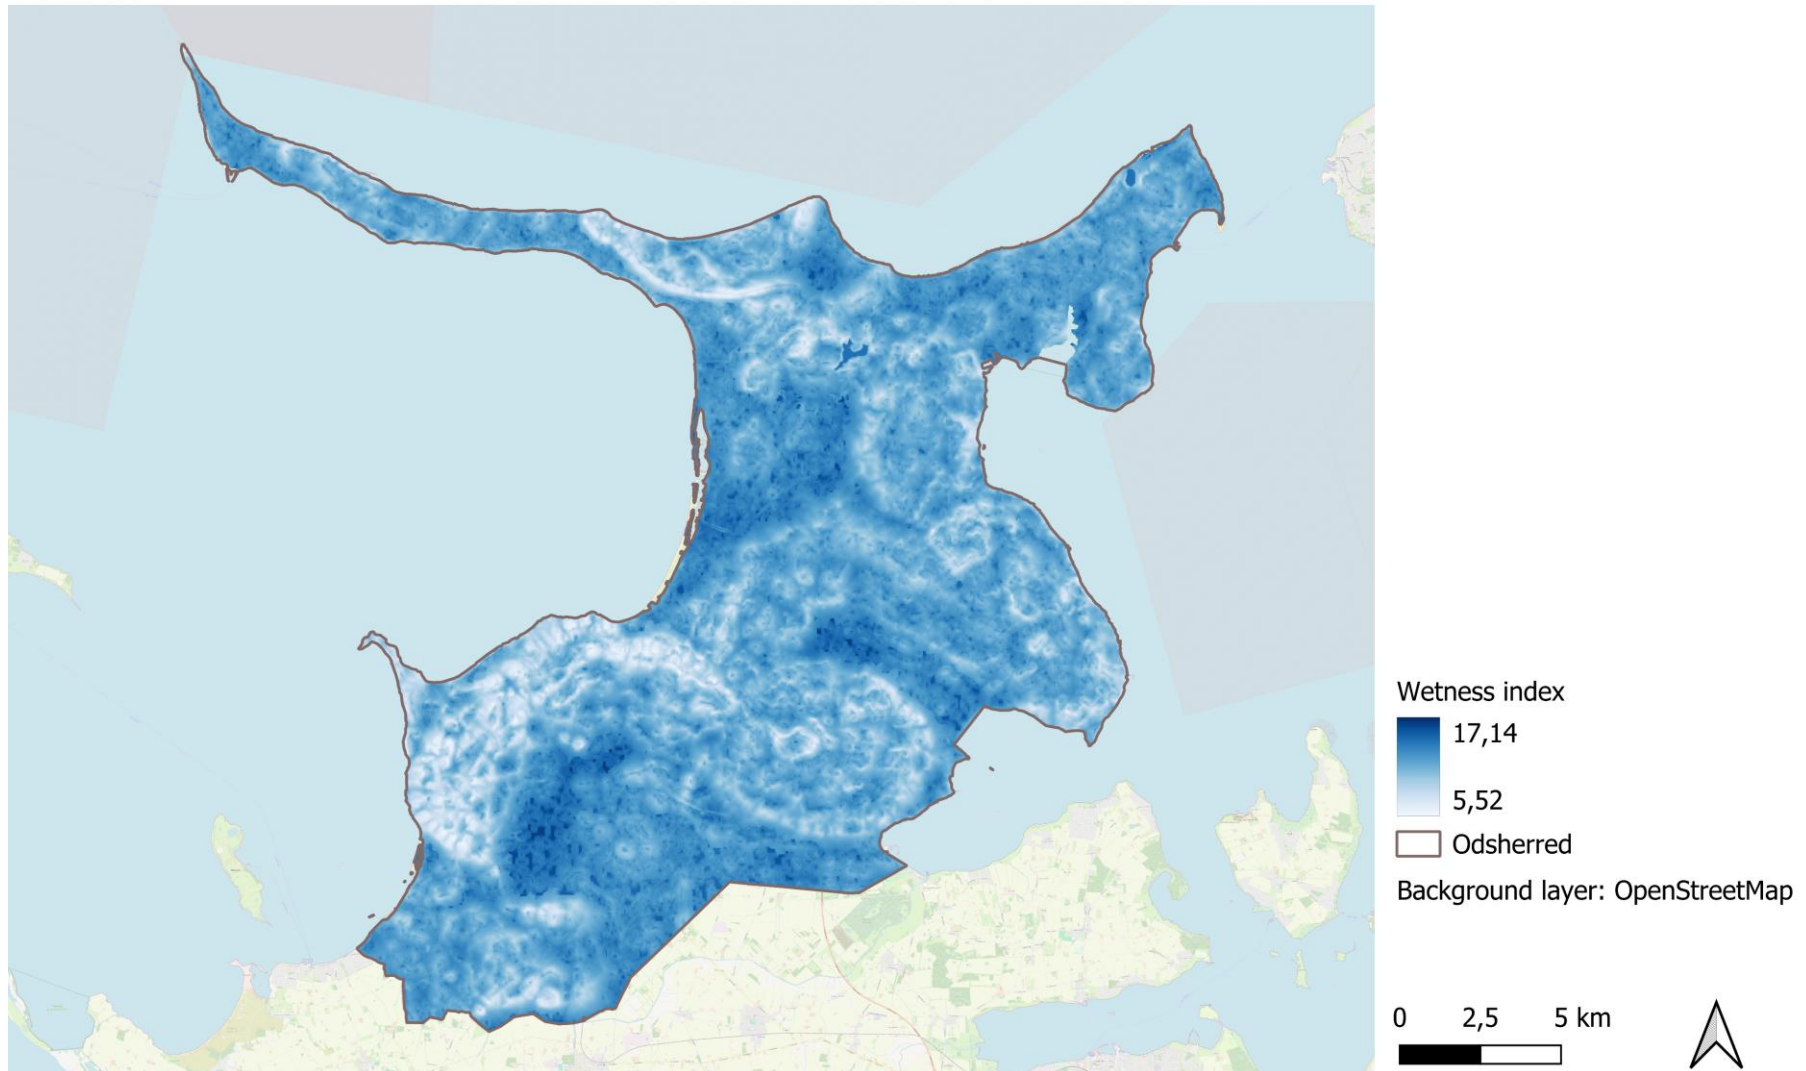 Wetness index
17,14
5,52
Odsherred
Background layer: OpenStreetMap
0 2,5 5 km